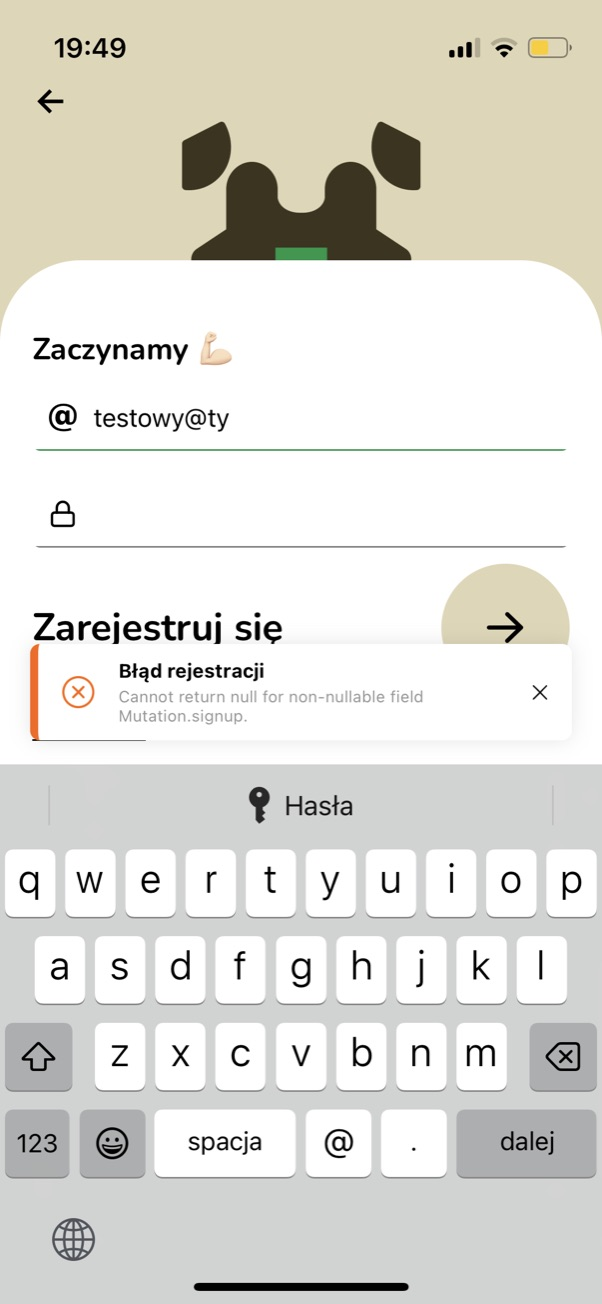 19:49
Zaczynamy 💪🏻
@ testowy@ty
Zarejestruj się
Błąd rejestracji
Cannot return null for non-nullable field
Mutation.signup.
Hasła
q w e r t y u i o p
a s d f g h j k l
z x c v b n m
123 spacja @ . dalej